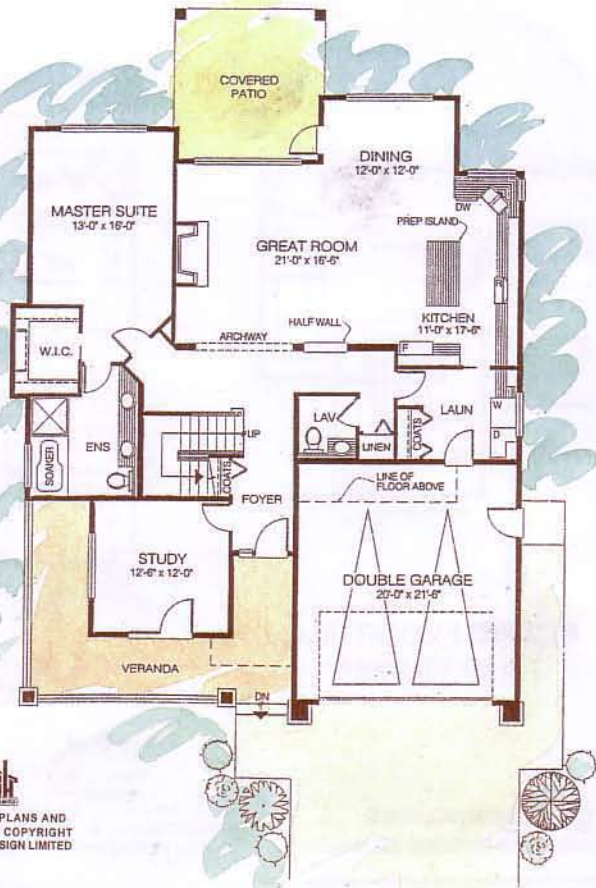 COVERED
PATIO
DINING
12'-0" x 12'-0"
DW
MASTER SUITE
13'-0" x 16'-0"
PREP ISLAND
GREAT ROOM
21'-0" x 16'-6"
R
KITCHEN
11'-0" x 17'-6"
HALF WALL
ARCHWAY
F
W.I.C.
W
LAV
LAUN
COATS
UP
D
ENS
SOAKER
LINEN
COATS
LINE OF
FLOOR ABOVE
FOYER
STUDY
12'-6" x 12'-0"
DOUBLE GARAGE
20'-0" x 21'-6"
VERANDA
DN
PLANS AND
COPYRIGHT
SIGN LIMITED